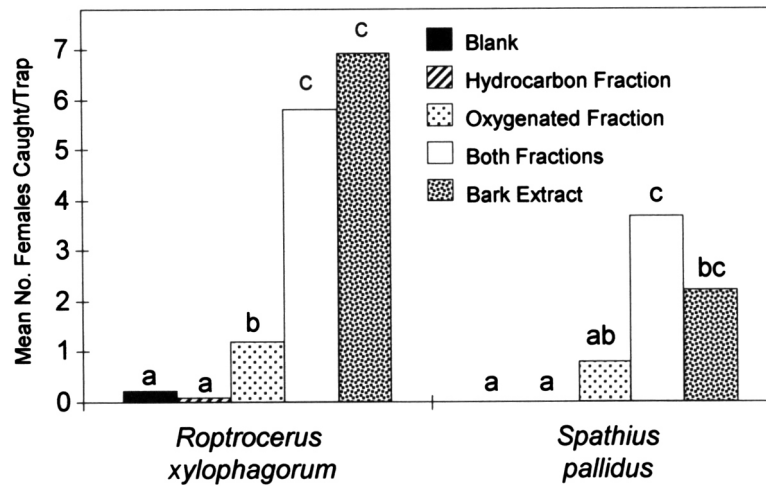 Mean No. Females Caught/Trap
7
6
5
4
3
2
1
0
Blank
Hydrocarbon Fraction
Oxygenated Fraction
Both Fractions
Bark Extract
a
a
b
c
c
a
a
ab
c
bc
Roptrocerus
xylophagorum
Spathius
pallidus